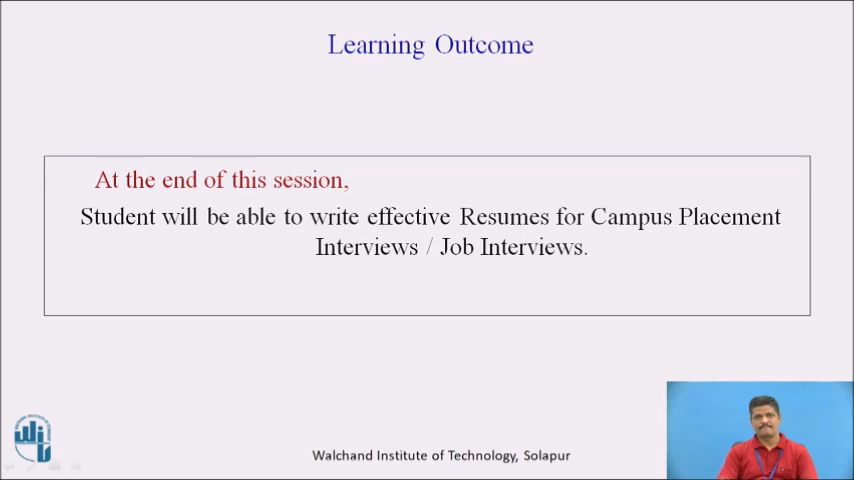 Learning Outcome
At the end of this session,
Student will be able to write effective Resumes for Campus Placement
Interviews / Job Interviews.
Walchand Institute of Technology, Solapur